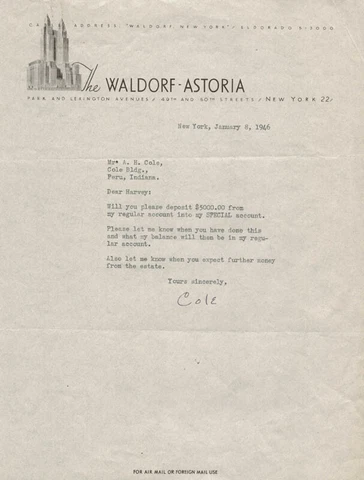 CABLE ADDRESS "WALDORF, NEW YORK" / ELDORADO 5-3000
The WALDORF-ASTORIA
PARK AND LEXINGTON AVENUES / 49TH AND 50TH STREETS / NEW YORK 22
New York, January 8, 1946
Mr. A. H. Cole,
Cole Bldg.,
Peru, Indiana.
Dear Harvey:
Will you please deposit $5000.00 from
my regular account into my SPECIAL account.
Please let me know when you have done this
and what my balance will then be in my regu-
lar account.
Also let me know when you expect further money
from the estate.
Yours sincerely,
Cole
FOR AIR MAIL OR FOREIGN MAIL USE